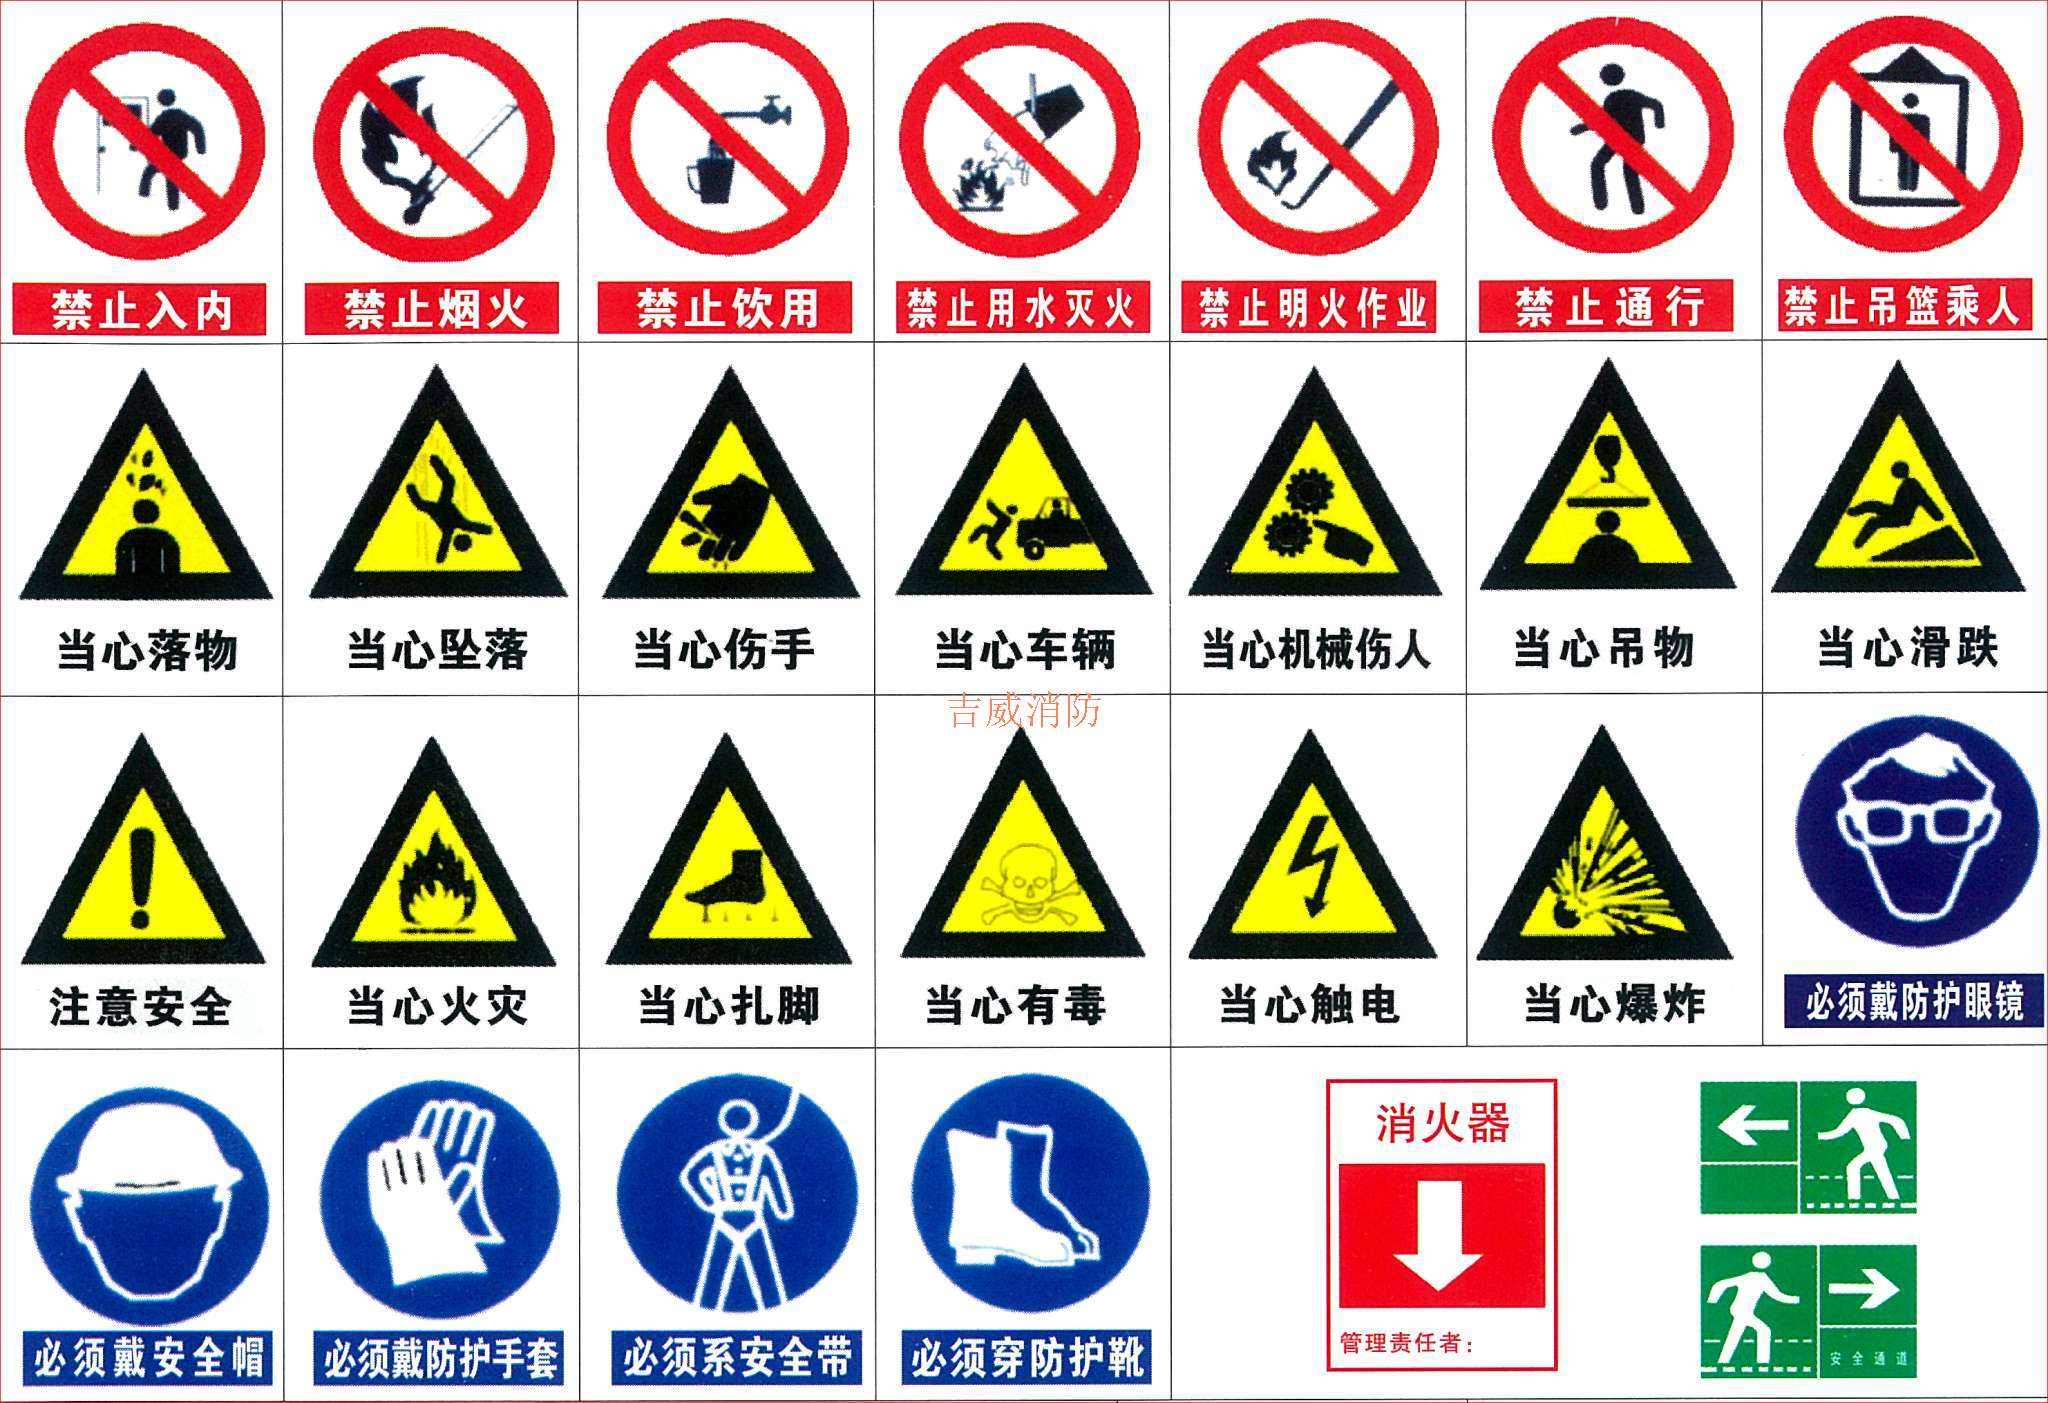 禁止入内
禁止烟火
禁止饮用
禁止用水灭火
禁止明火作业
禁止通行
禁止吊篮乘人
当心落物
当心坠落
当心伤手
当心车辆
当心机械伤人
当心吊物
当心滑跌
吉威消防
注意安全
当心火灾
当心扎脚
当心有毒
当心触电
当心爆炸
必须戴防护眼镜
必须戴安全帽
必须戴防护手套
必须系安全带
必须穿防护靴
消火器
管理责任者：
安全通道